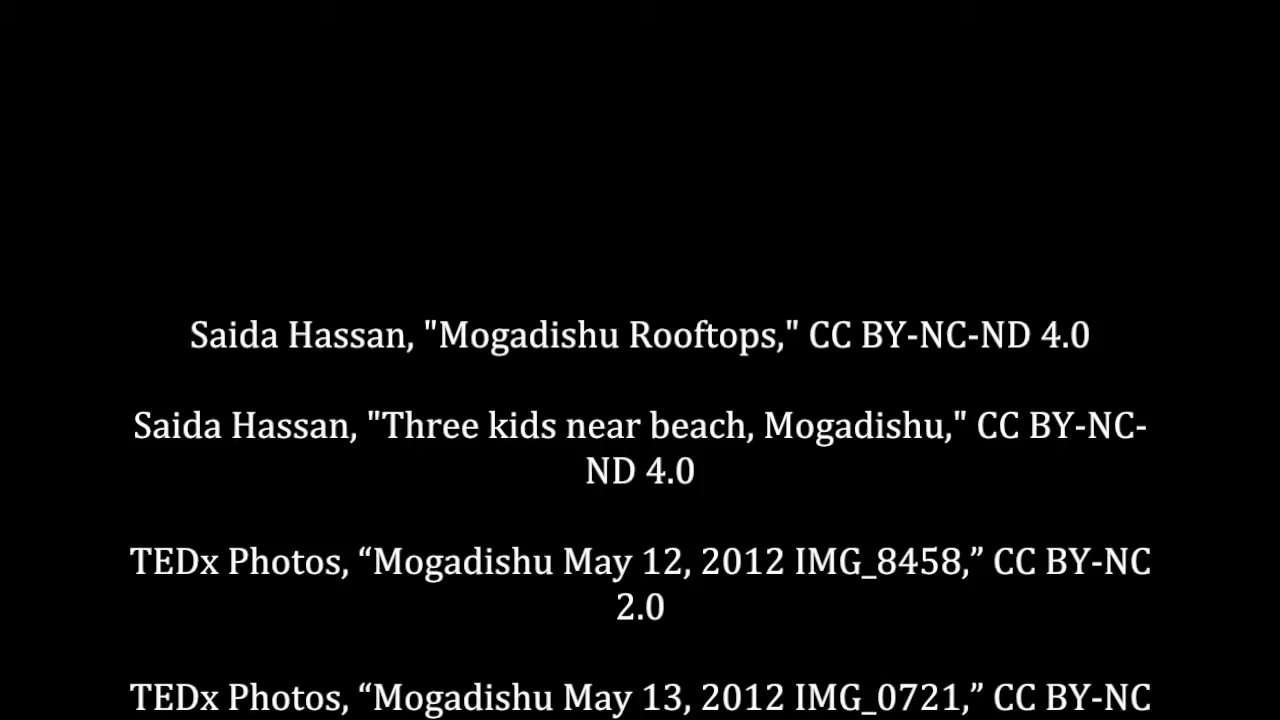 Saida Hassan, "Mogadishu Rooftops," CC BY-NC-ND 4.0
Saida Hassan, "Three kids near beach, Mogadishu," CC BY-NC-
ND 4.0
TEDx Photos, “Mogadishu May 12, 2012 IMG_8458,” CC BY-NC
2.0
TEDx Photos, “Mogadishu May 13, 2012 IMG_0721,” CC BY-NC